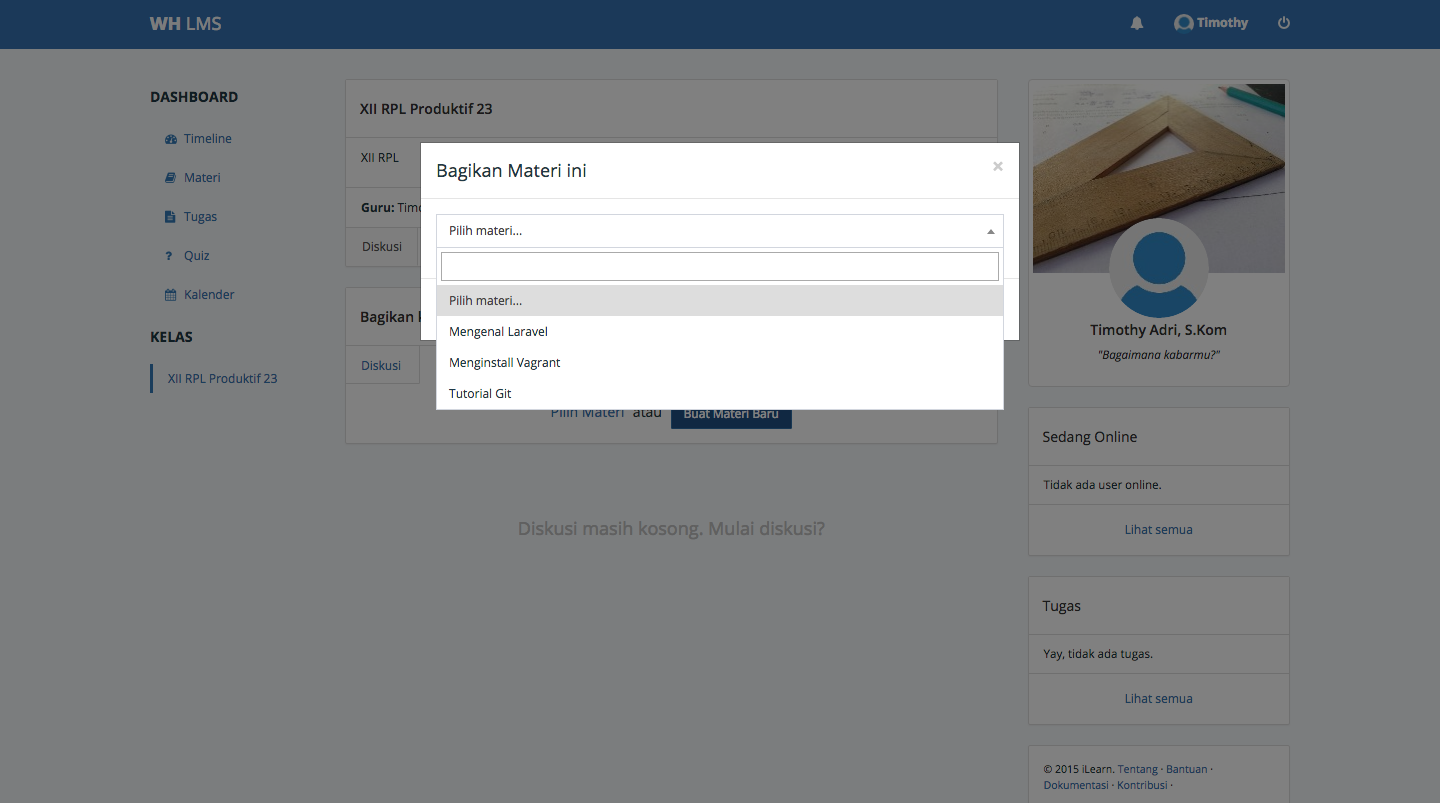 WH LMS
Timothy
DASHBOARD
Timeline
Materi
Tugas
? Quiz
Kalender
KELAS
XII RPL Produktif 23
XII RPL Produktif 23
XII RPL
Guru:
Diskusi
Bagikan
Diskusi
Pilih Materi atau Buat Materi Baru
Diskusi masih kosong. Mulai diskusi?
Bagikan Materi ini
×
Pilih materi...
Pilih materi...
Mengenal Laravel
Menginstall Vagrant
Tutorial Git
Timothy Adri, S.Kom
"Bagaimana kabarmu?"
Sedang Online
Tidak ada user online.
Lihat semua
Tugas
Yay, tidak ada tugas.
Lihat semua
© 2015 iLearn. Tentang · Bantuan ·
Dokumentasi · Kontribusi ·